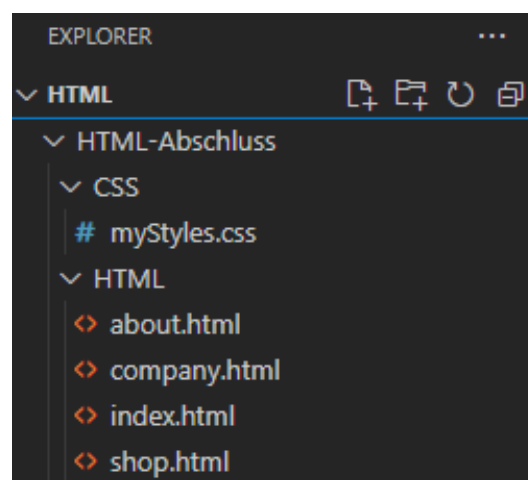 EXPLORER
HTML
HTML-Abschluss
CSS
# myStyles.css
HTML
<> about.html
<> company.html
<> index.html
<> shop.html